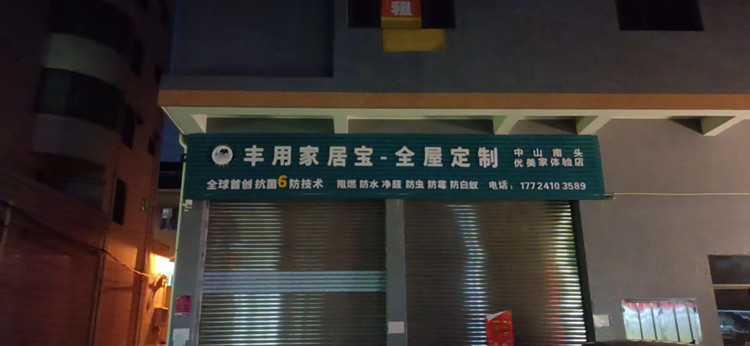 租
丰用家居宝-全屋定制
中山南头
优美家体验店
全球首创 抗菌6防技术 阻燃 防水 净醛 防虫 防霉 防白蚁 电话：17724103589